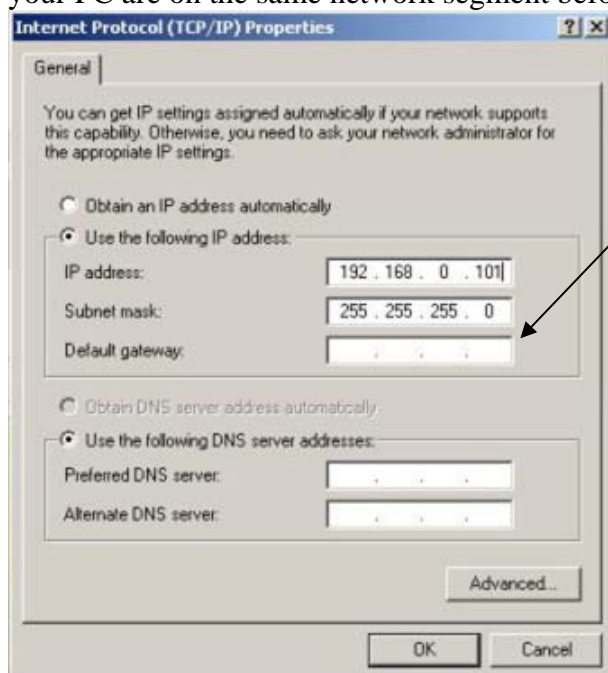 your PC are on the same network segment befo
Internet Protocol (TCP/IP) Properties
General
You can get IP settings assigned automatically if your network supports
this capability. Otherwise, you need to ask your network administrator for
the appropriate IP settings.
Obtain an IP address automatically
Use the following IP address:
IP address: 192 . 168 . 0 . 101
Subnet mask: 255 . 255 . 255 . 0
Default gateway: . . .
Obtain DNS server address automatically
Use the following DNS server addresses:
Preferred DNS server: . . .
Alternate DNS server: . . .
Advanced...
OK Cancel